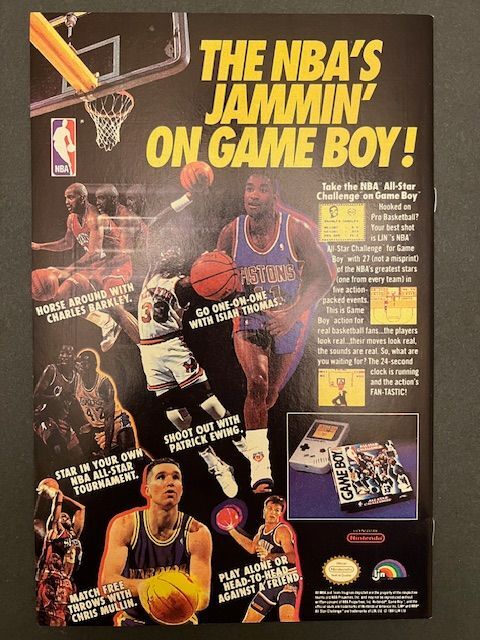 THE NBA'S
JAMMIN'
ON GAME BOY!
NBA
Take the NBA All-Star
Challenge on Game Boy
Hooked on
Pro Basketball?
Your best shot
is LJN's NBA
All-Star Challenge for Game
Boy with 27 (not a misprint)
of the NBA's greatest stars
(one from every team) in
five action-
packed events.
This is Game
Boy action for
real basketball fans...the players
look real...their moves look real,
the sounds are real. So, what are
you waiting for? The 24-second
clock is running
and the action's
FAN-TASTIC!
HORSE AROUND WITH
CHARLES BARKLEY.
GO ONE-ON-ONE
WITH ISIAH THOMAS.
PISTONS
33
SHOOT OUT WITH
PATRICK EWING.
STAR IN YOUR OWN
NBA ALL-STAR
TOURNAMENT.
MATCH FREE
THROWS WITH
CHRIS MULLIN.
PLAY ALONE OR
HEAD-TO-HEAD
AGAINST A FRIEND.
GAME BOY
Nintendo
Nintendo
LJN